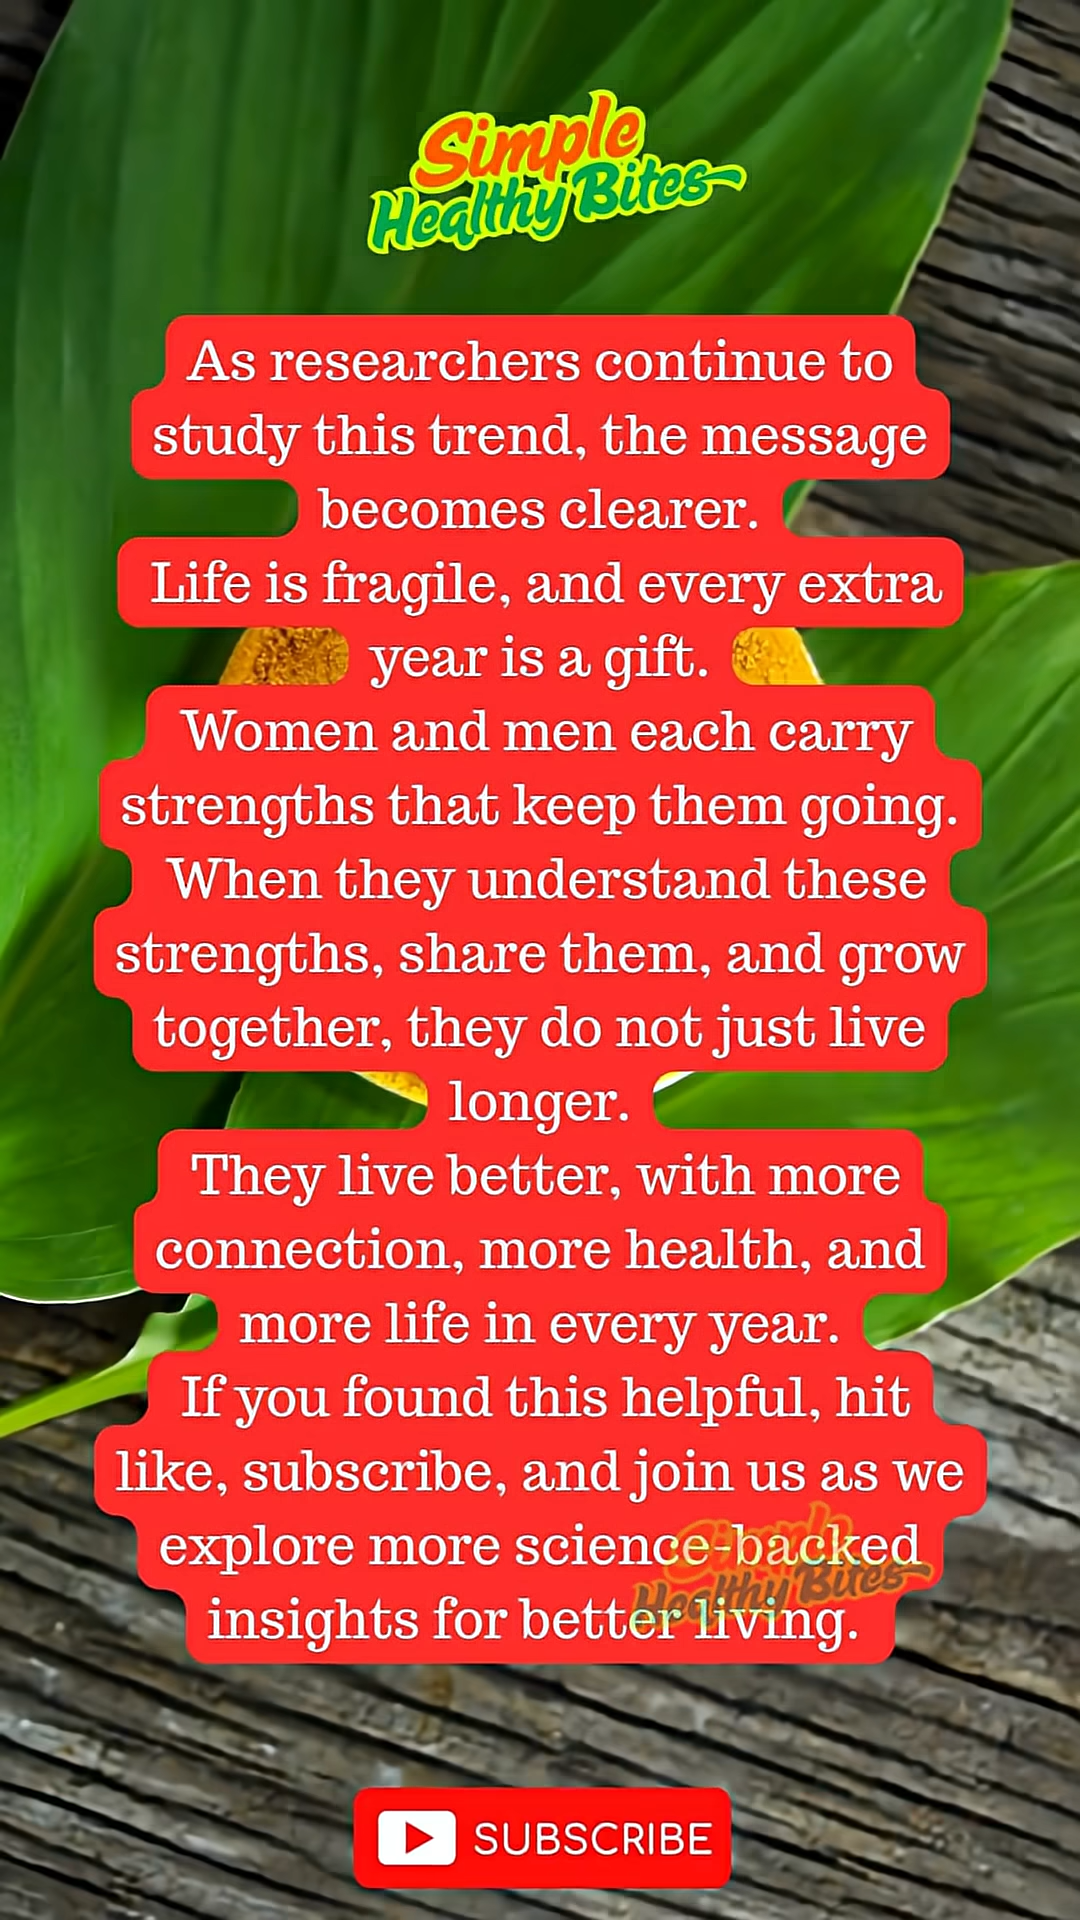 Simple
Healthy Bites
As researchers continue to
study this trend, the message
becomes clearer.
Life is fragile, and every extra
year is a gift.
Women and men each carry
strengths that keep them going.
When they understand these
strengths, share them, and grow
together, they do not just live
longer.
They live better, with more
connection, more health, and
more life in every year.
If you found this helpful, hit
like, subscribe, and join us as we
explore more science-backed
insights for better living.
Simple
Healthy Bites
SUBSCRIBE